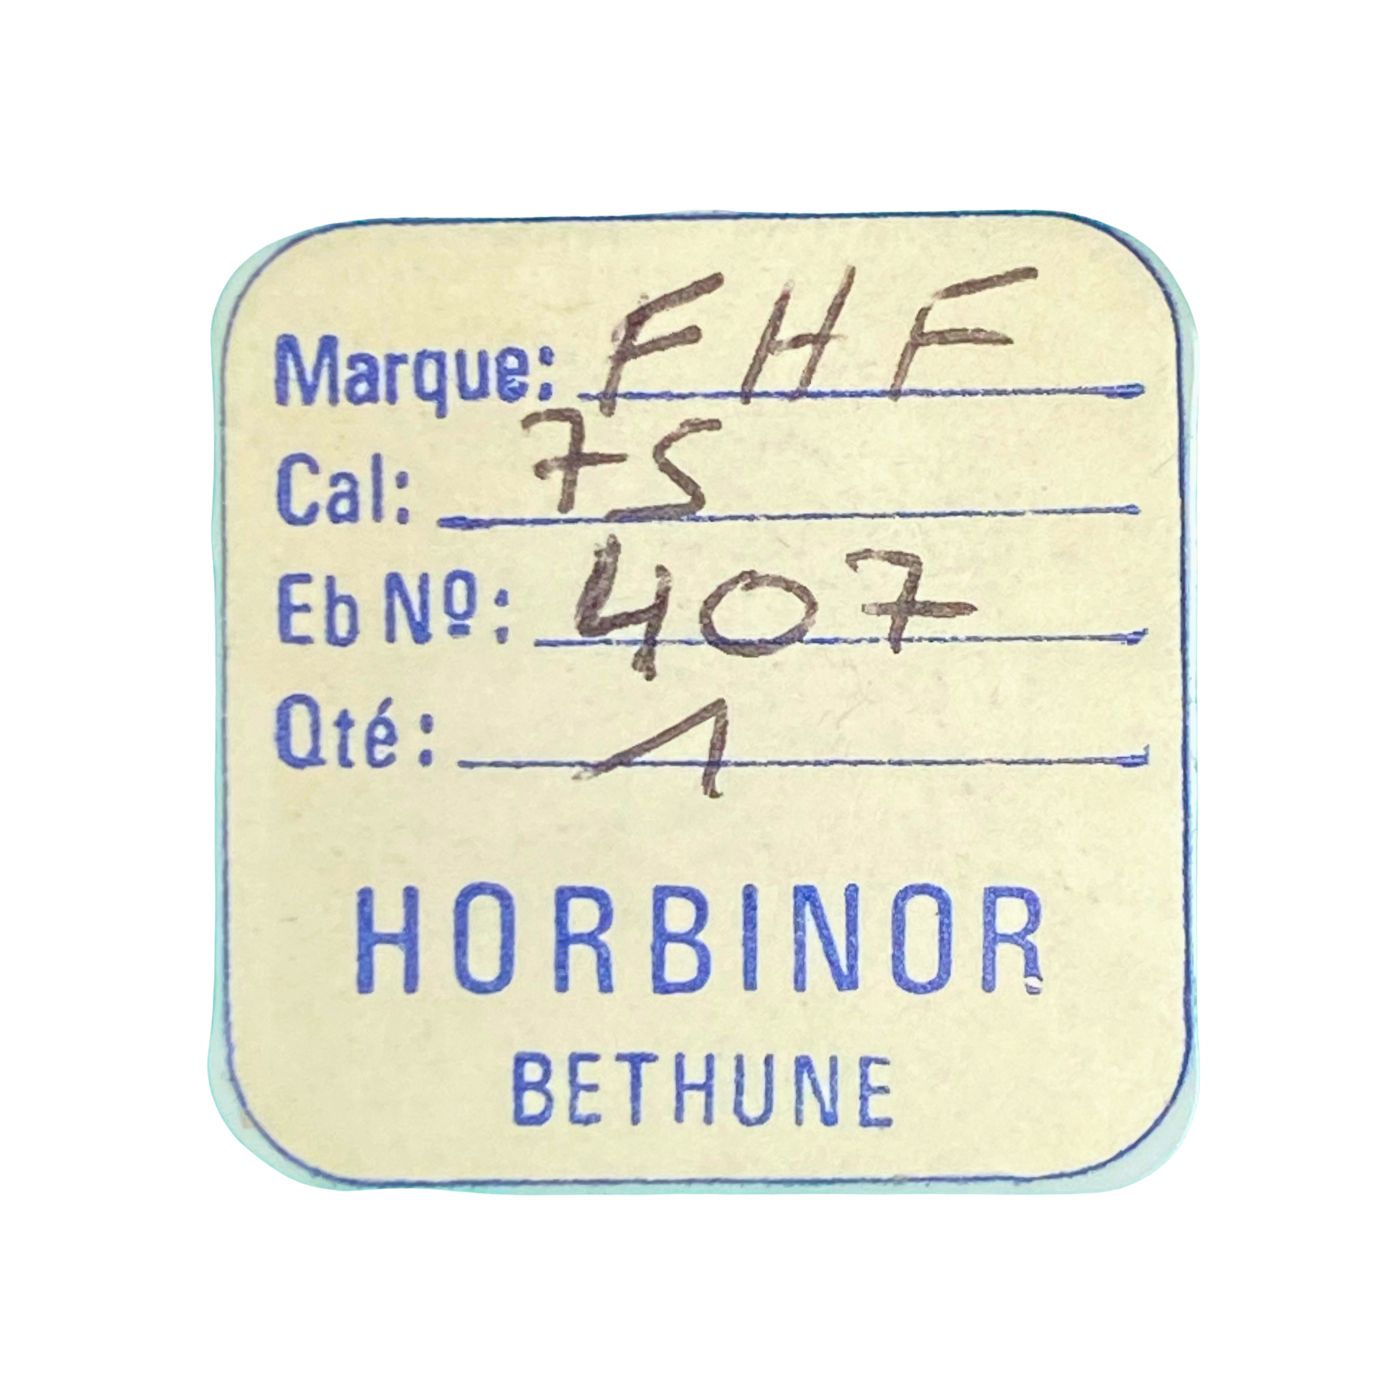 Marque: FHF
Cal: 75
Eb Nº: 407
Qté: 1
HORBINOR
BETHUNE